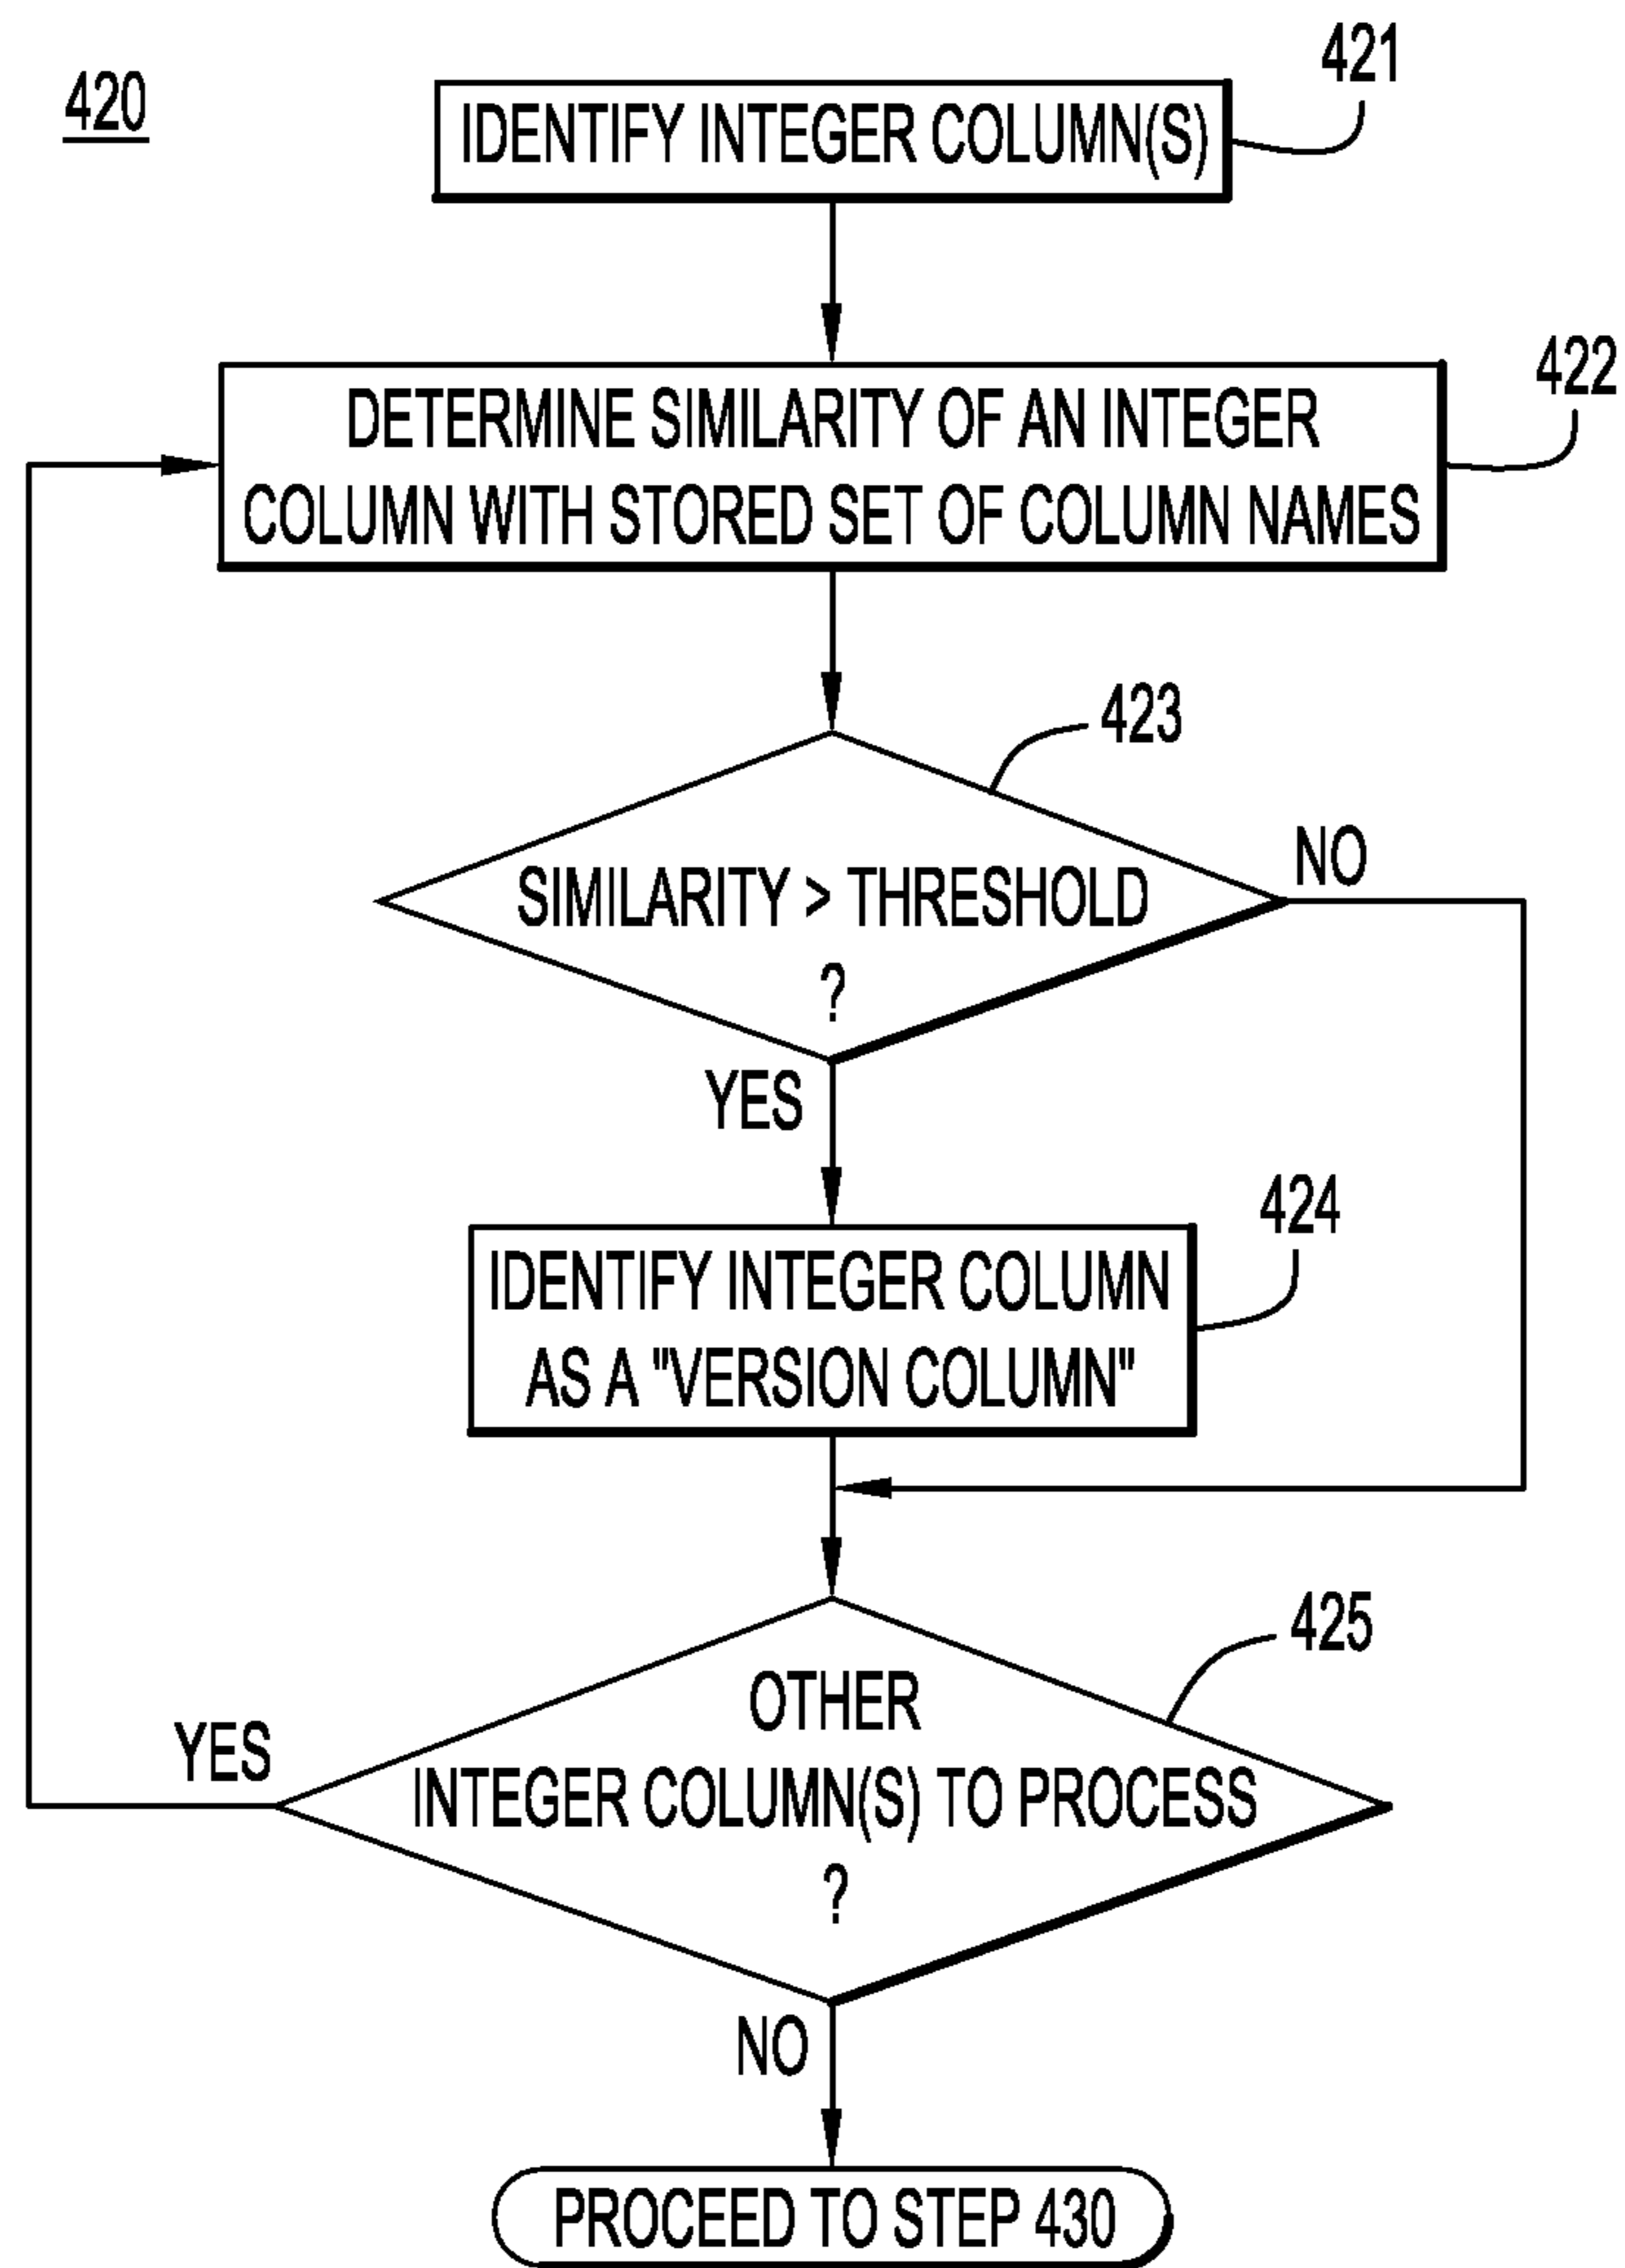 420
421
IDENTIFY INTEGER COLUMN(S)
422
DETERMINE SIMILARITY OF AN INTEGER
COLUMN WITH STORED SET OF COLUMN NAMES
423
SIMILARITY > THRESHOLD
?
NO
YES
424
IDENTIFY INTEGER COLUMN
AS A "VERSION COLUMN"
425
OTHER
INTEGER COLUMN(S) TO PROCESS
?
YES
NO
PROCEED TO STEP 430